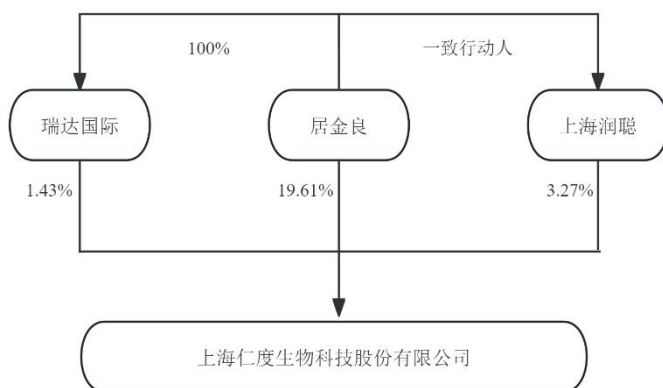 100%
一致行动人
瑞达国际
居金良
上海润聪
1.43%
19.61%
3.27%
上海仁度生物科技股份有限公司